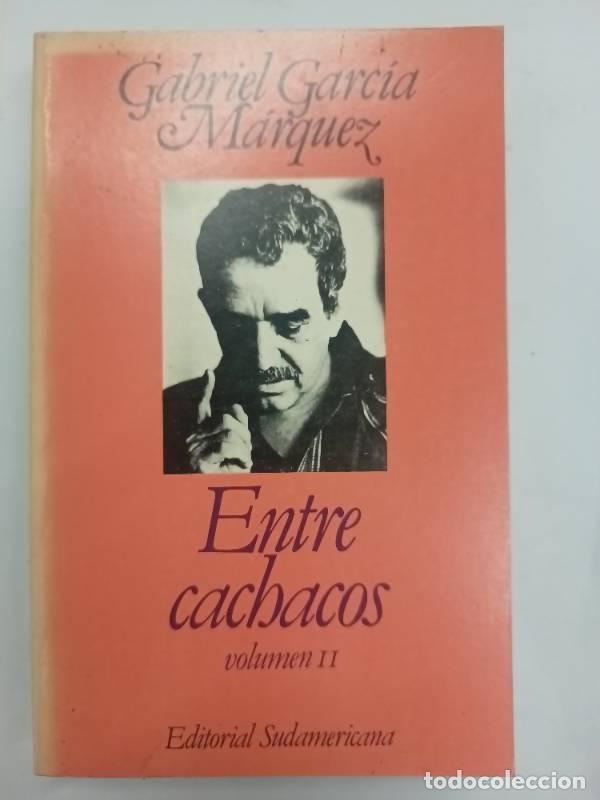 Gabriel García
Márquez
Entre
cachacos
volumen II
Editorial Sudamericana
todocoleccion